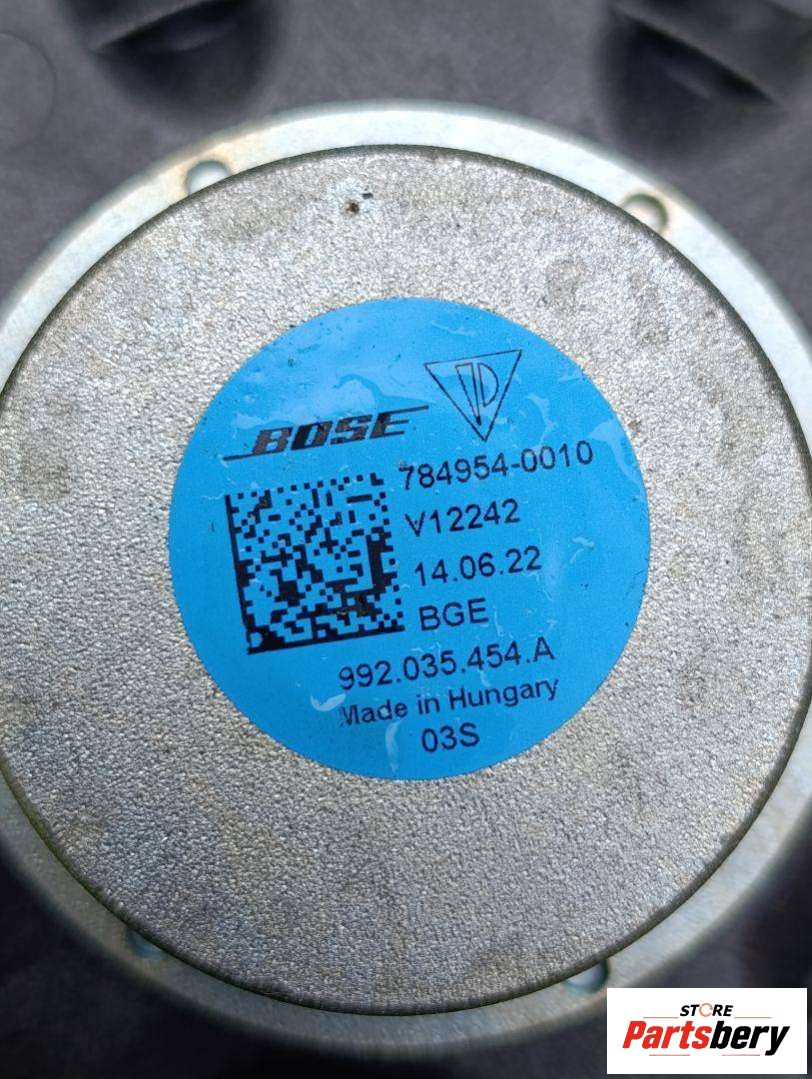 BOSE
784954-0010
V12242
14.06.22
BGE
992.035.454.A
Made in Hungary
03S
STORE
Partsbery